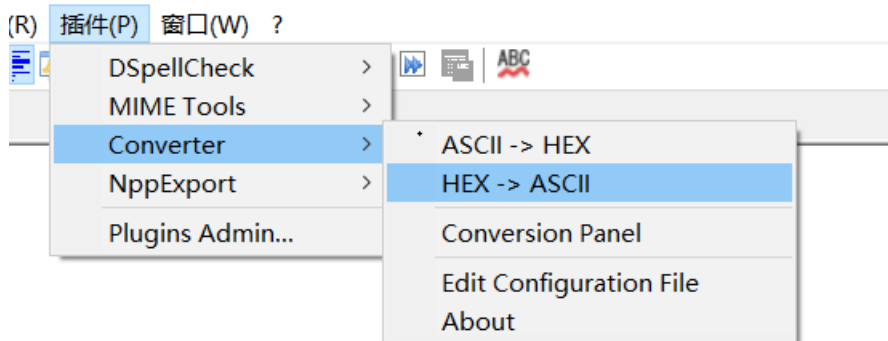 (R) 插件(P) 窗口(W) ?
ABC
DSpellCheck
MIME Tools
Converter
NppExport
Plugins Admin...
ASCII -> HEX
HEX -> ASCII
Conversion Panel
Edit Configuration File
About